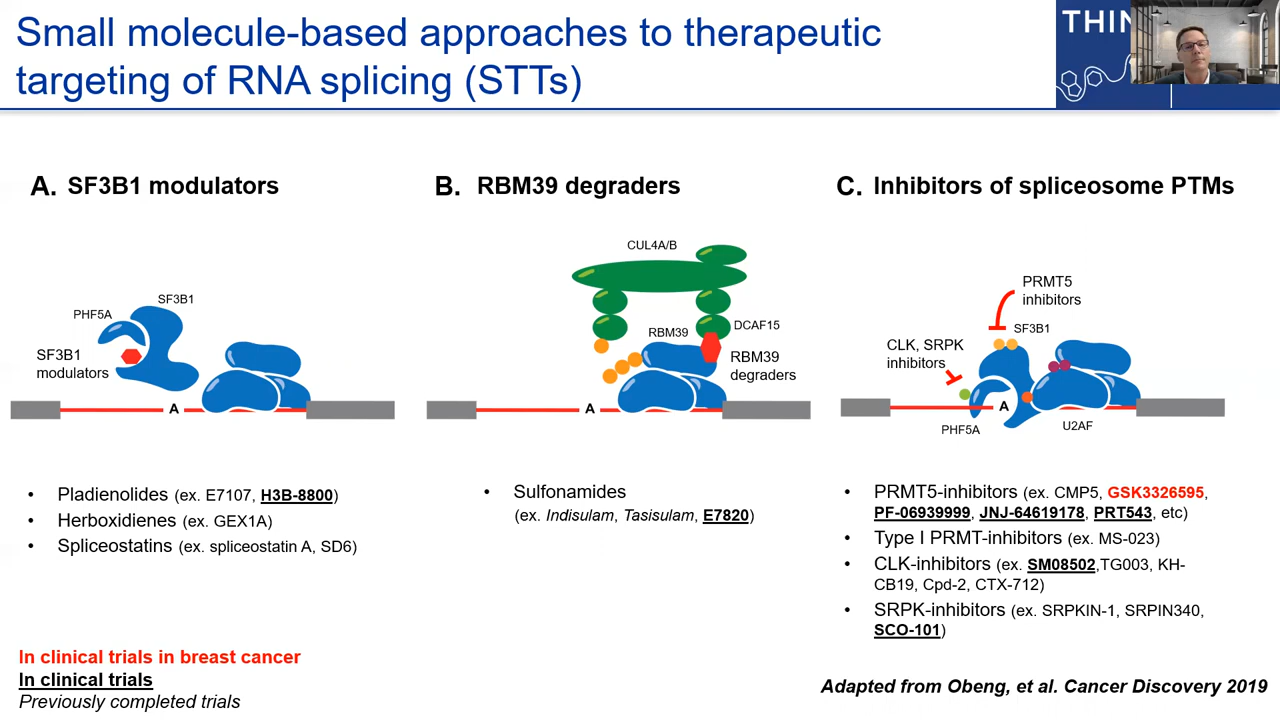 Small molecule-based approaches to therapeutic
targeting of RNA splicing (STTs)
THIN
A. SF3B1 modulators
PHF5A
SF3B1
SF3B1
modulators
A
• Pladienolides (ex. E7107, H3B-8800)
• Herboxidienes (ex. GEX1A)
• Spliceostatins (ex. spliceostatin A, SD6)
B. RBM39 degraders
CUL4A/B
RBM39
DCAF15
RBM39
degraders
A
• Sulfonamides
(ex. Indisulam, Tasisulam, E7820)
C. Inhibitors of spliceosome PTMs
PRMT5
inhibitors
SF3B1
CLK, SRPK
inhibitors
A
PHF5A
U2AF
• PRMT5-inhibitors (ex. CMP5, GSK3326595,
PF-06939999, JNJ-64619178, PRT543, etc)
• Type I PRMT-inhibitors (ex. MS-023)
• CLK-inhibitors (ex. SM08502,TG003, KH-
CB19, Cpd-2, CTX-712)
• SRPK-inhibitors (ex. SRPKIN-1, SRPIN340,
SCO-101)
In clinical trials in breast cancer
In clinical trials
Previously completed trials
Adapted from Obeng, et al. Cancer Discovery 2019